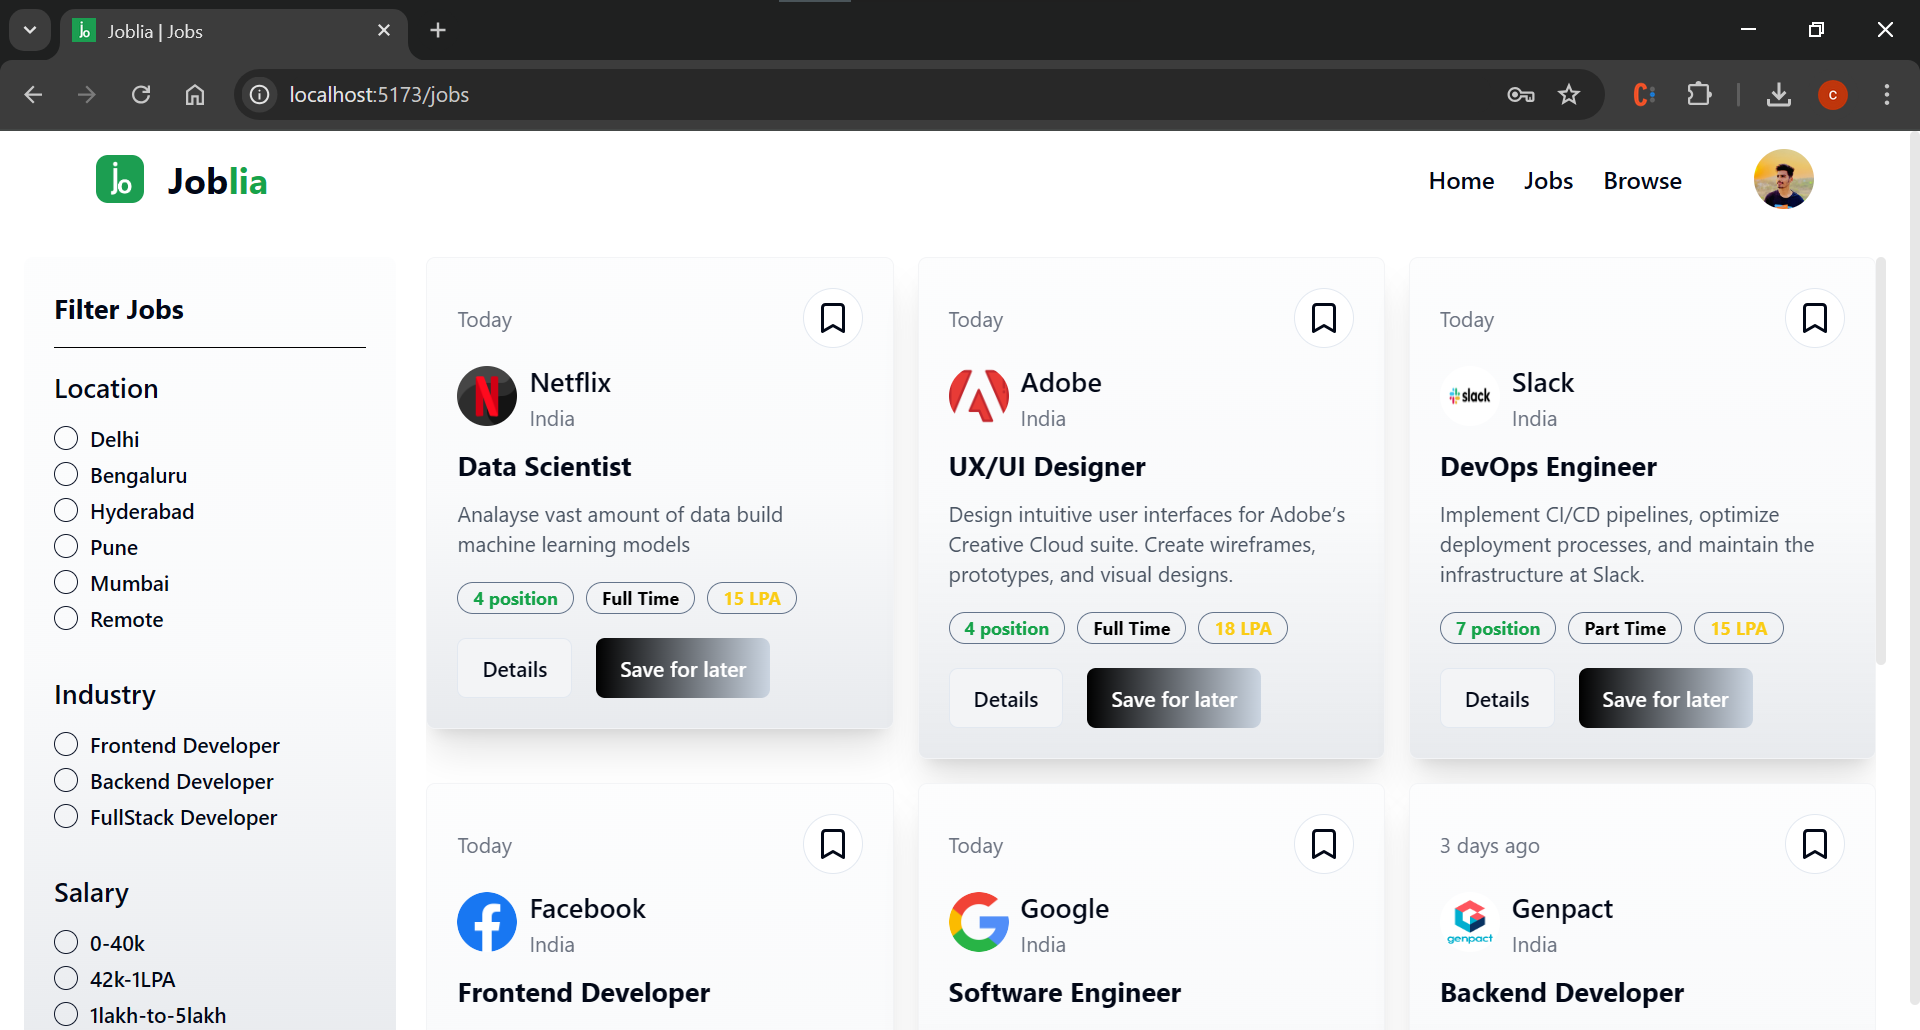 Joblia | Jobs
localhost:5173/jobs
C
jo
Joblia
Home Jobs Browse
Filter Jobs
Location
Delhi
Bengaluru
Hyderabad
Pune
Mumbai
Remote
Industry
Frontend Developer
Backend Developer
FullStack Developer
Salary
0-40k
42k-1LPA
1lakh-to-5lakh
Today
Netflix
India
Data Scientist
Analayse vast amount of data build
machine learning models
4 position Full Time 15 LPA
Details Save for later
Today
Adobe
India
UX/UI Designer
Design intuitive user interfaces for Adobe’s
Creative Cloud suite. Create wireframes,
prototypes, and visual designs.
4 position Full Time 18 LPA
Details Save for later
Today
slack
Slack
India
DevOps Engineer
Implement CI/CD pipelines, optimize
deployment processes, and maintain the
infrastructure at Slack.
7 position Part Time 15 LPA
Details Save for later
Today
Facebook
India
Frontend Developer
Today
Google
India
Software Engineer
3 days ago
genpact
Genpact
India
Backend Developer